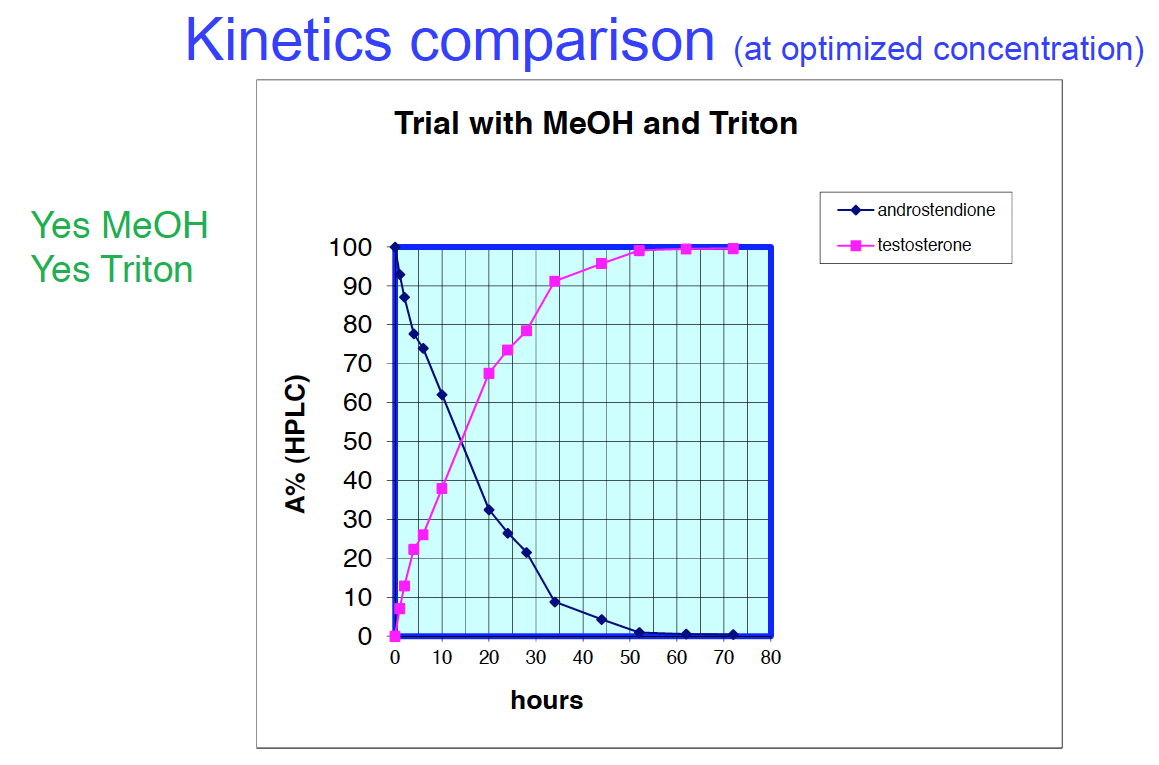 Kinetics comparison (at optimized concentration)
Trial with MeOH and Triton
Yes MeOH
Yes Triton
androstendione
testosterone
A% (HPLC)
100
90
80
70
60
50
40
30
20
10
0
0 10 20 30 40 50 60 70 80
hours